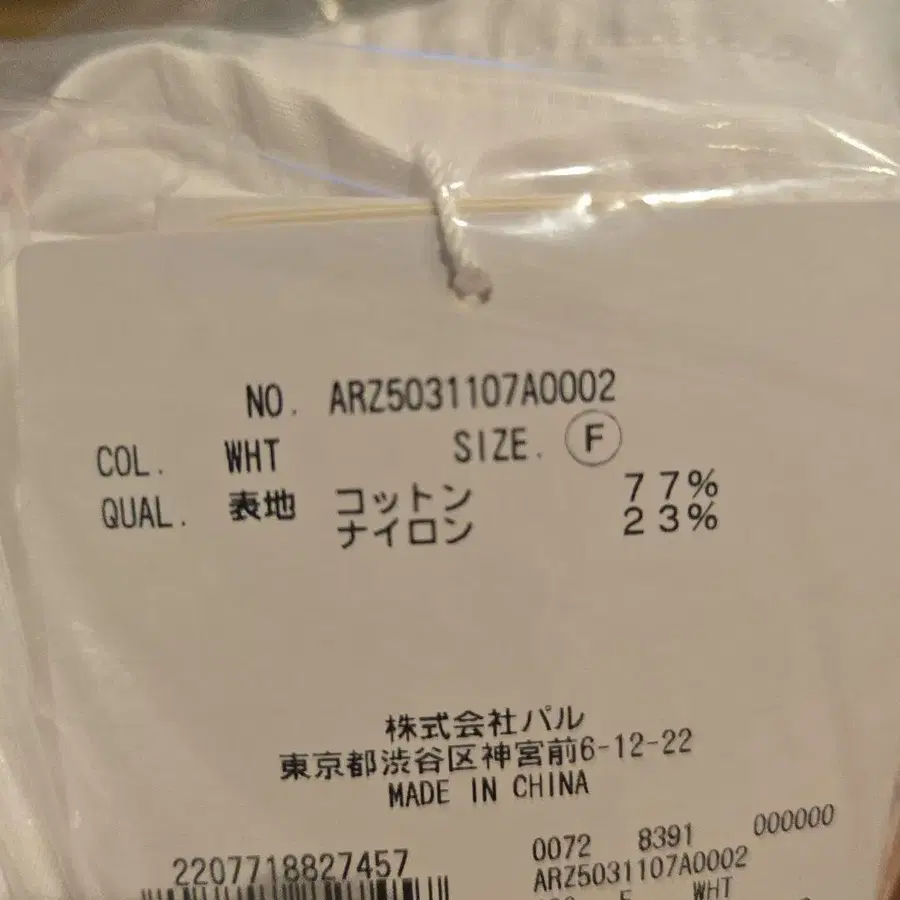 NO. ARZ5031107A0002
COL. WHT SIZE. F
QUAL. 表地 コットン 77%
ナイロン 23%
株式会社パル
東京都渋谷区神宮前6-12-22
MADE IN CHINA
2207718827457
0072 8391 000000
ARZ5031107A0002
F WHT